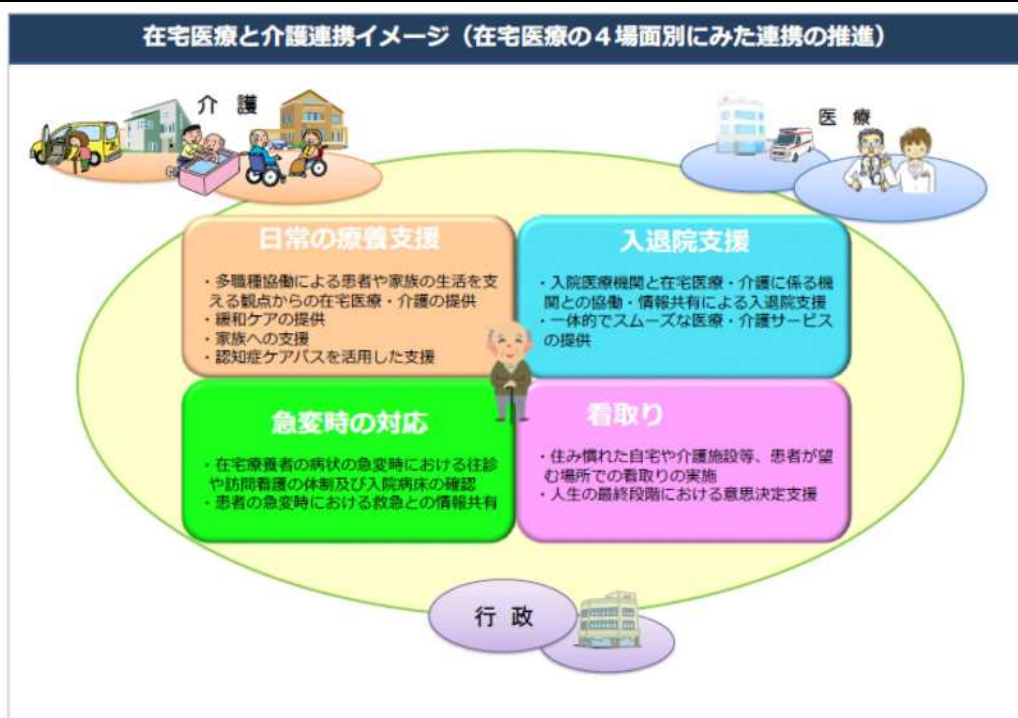 在宅医療と介護連携イメージ（在宅医療の４場面別にみた連携の推進）
介 護
医 療
日常の療養支援
・多職種協働による患者や家族の生活を支
える観点からの在宅医療・介護の提供
・緩和ケアの提供
・家族への支援
・認知症ケアパスを活用した支援
入退院支援
・入院医療機関と在宅医療・介護に係る機
関との協働・情報共有による入退院支援
・一体的でスムーズな医療・介護サービス
の提供
急変時の対応
・在宅療養者の病状の急変時における往診
や訪問看護の体制及び入院病床の確認
・患者の急変時における救急との情報共有
看取り
・住み慣れた自宅や介護施設等、患者が望
む場所での看取りの実施
・人生の最終段階における意思決定支援
行 政